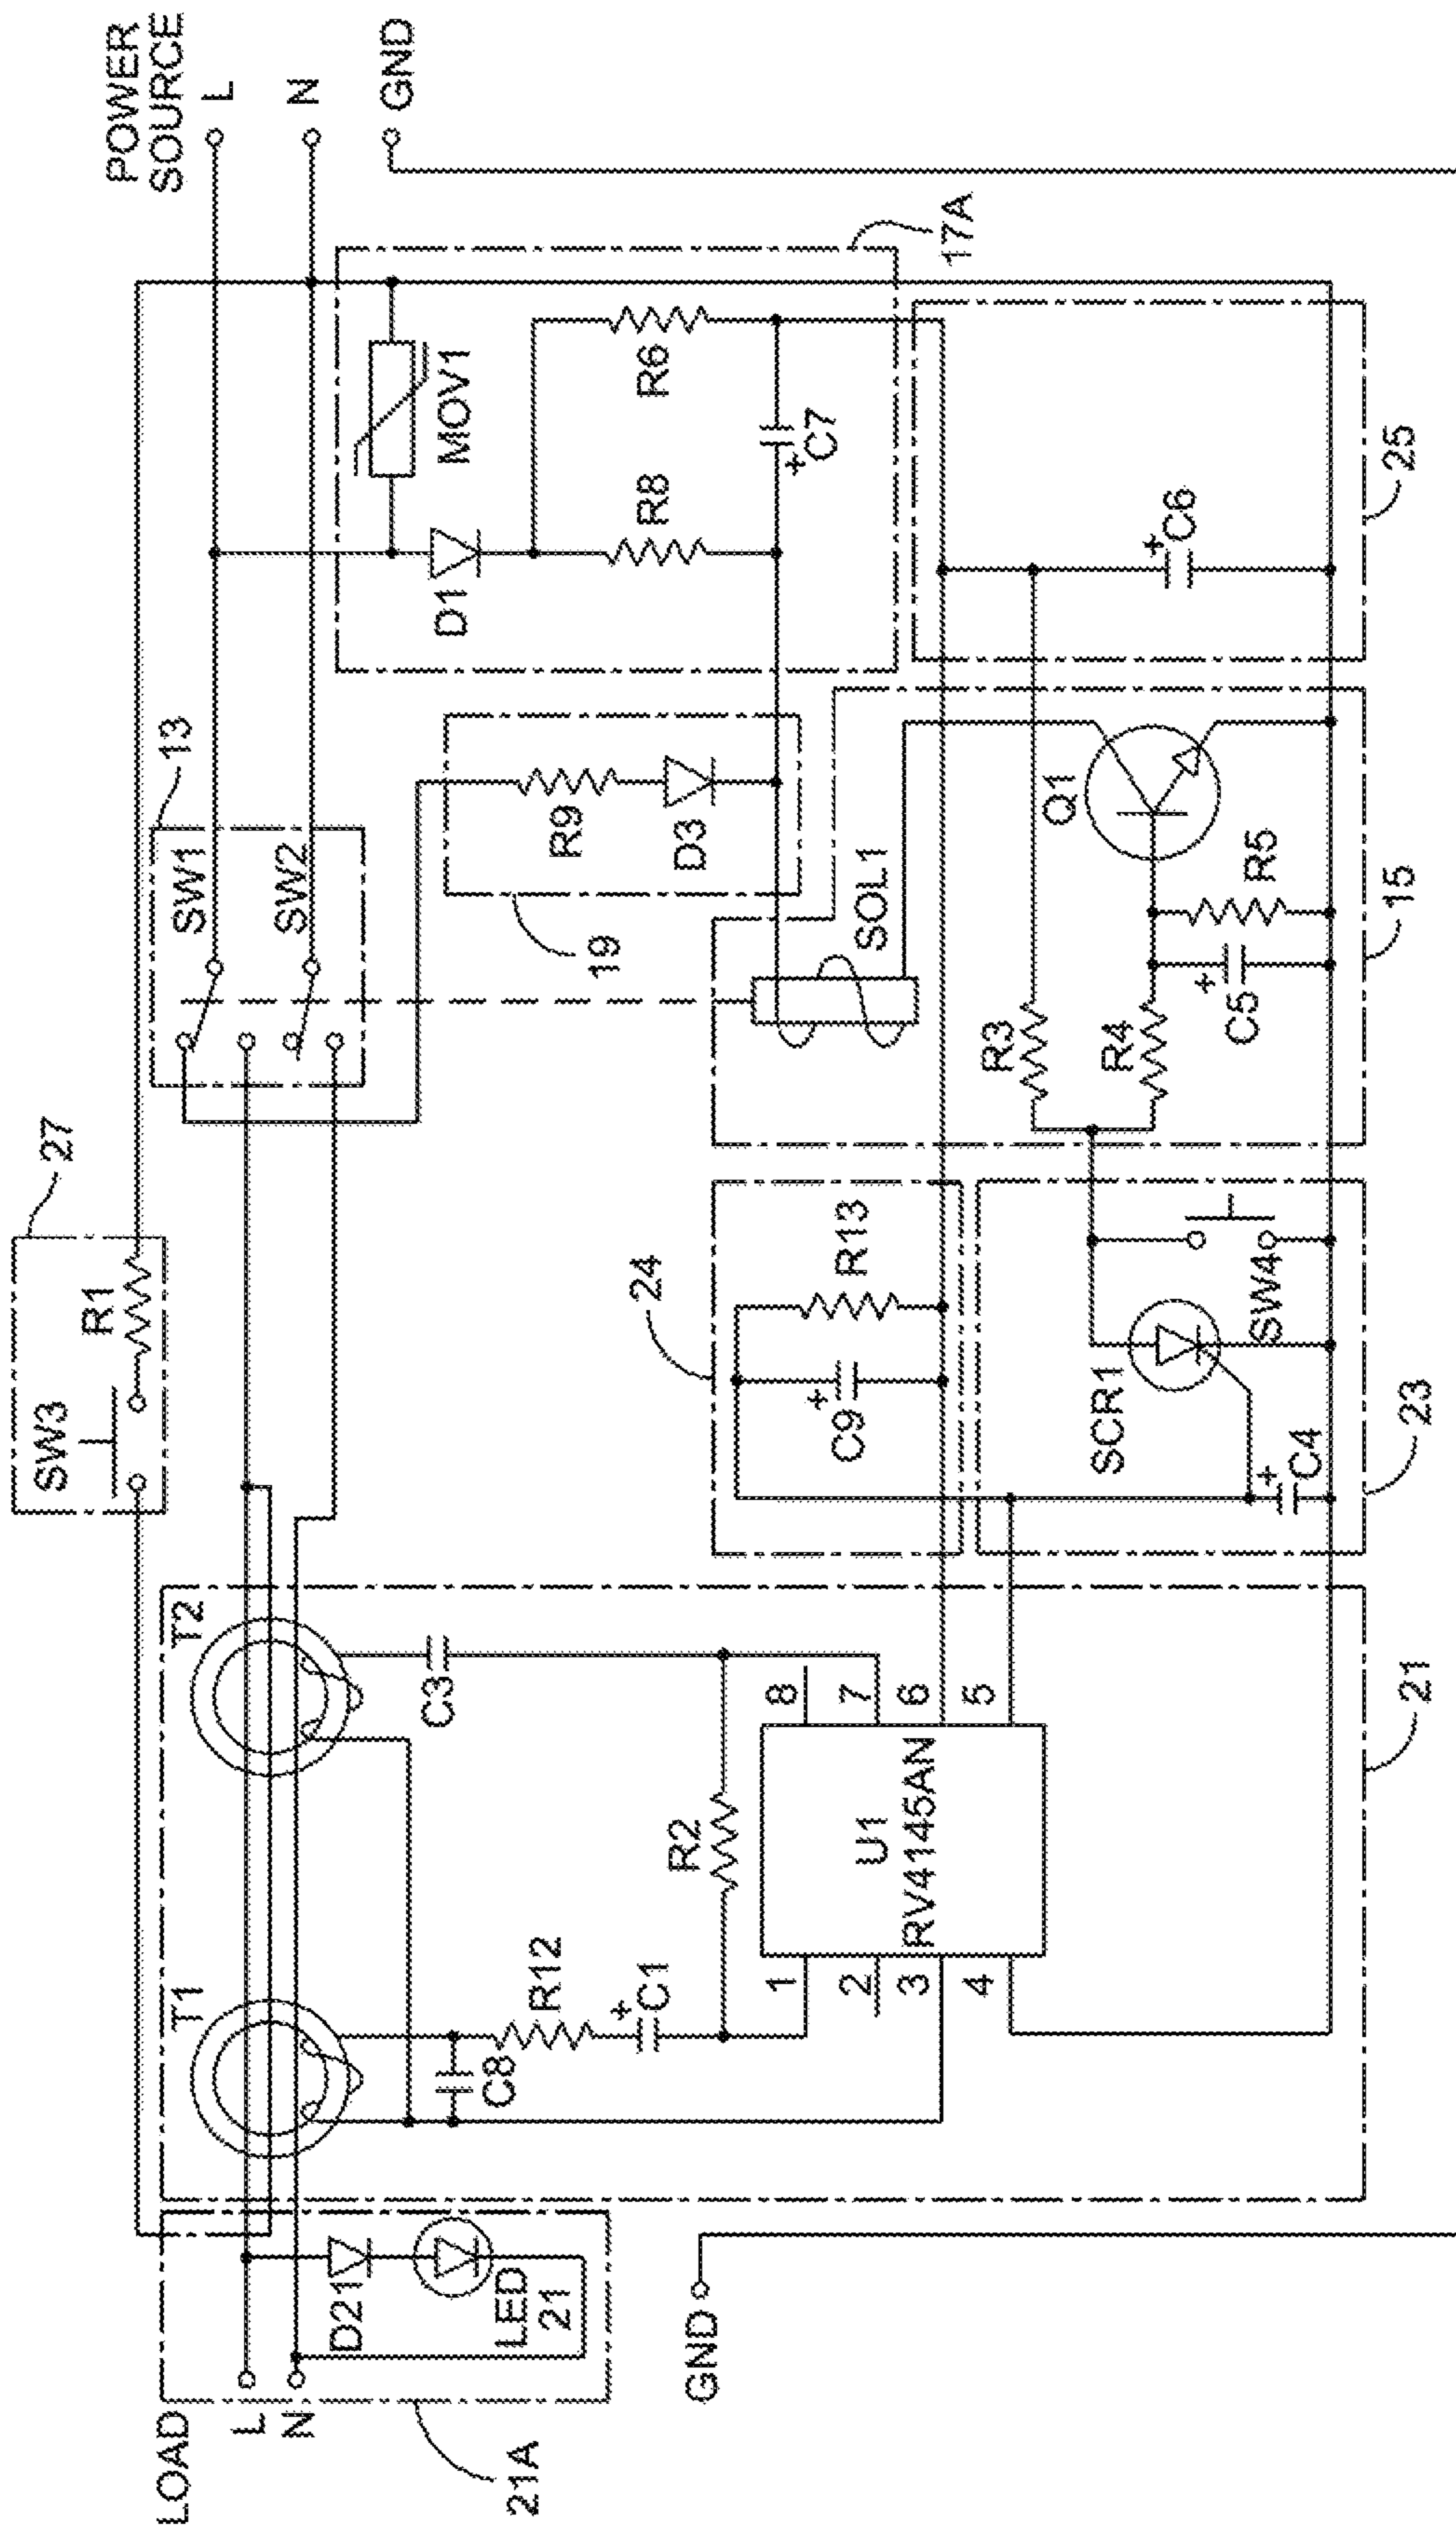 LOAD
L
N
21A
D21
LED
21
GND
T1
T2
C8
R12
C1
R2
C3
1
2
3
4
U1
RV4145AN
8
7
6
5
21
SW3
R1
27
24
C9
R13
SCR1
SW4
C4
23
13
SW1
SW2
19
R9
D3
SOL1
R3
R4
C5
R5
Q1
15
D1
MOV1
R8
R6
C7
17A
C6
25
POWER
SOURCE
L
N
GND